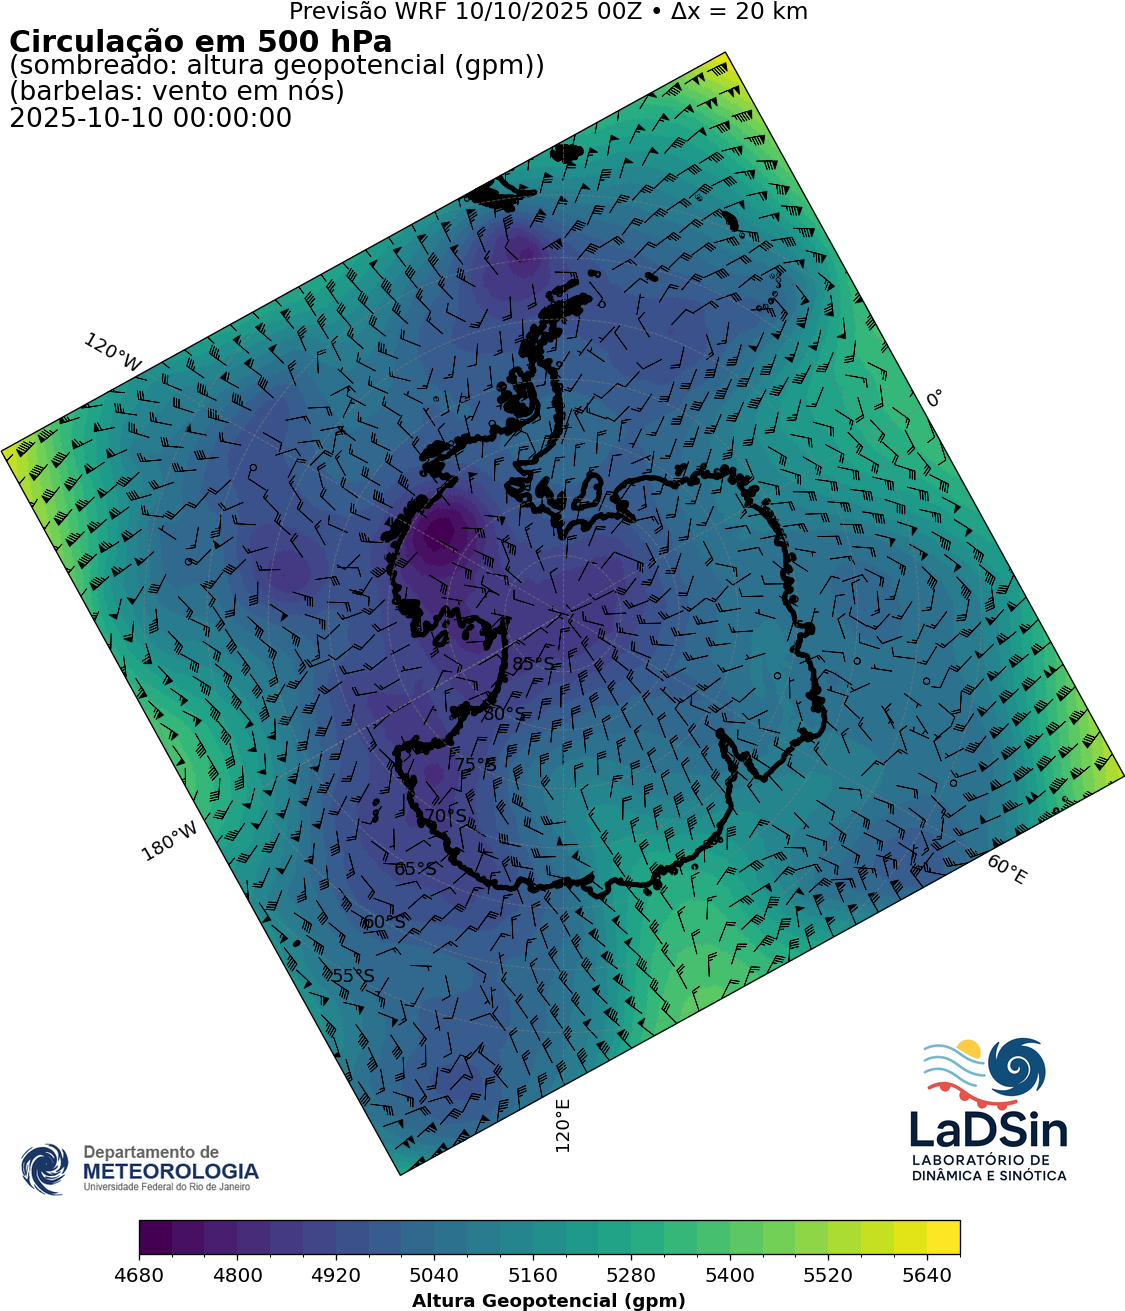 Previsão WRF 10/10/2025 00Z • Δx = 20 km
Circulação em 500 hPa
(sombreado: altura geopotencial (gpm))
(barbelas: vento em nós)
2025-10-10 00:00:00
120°W
0°
85°S
80°S
75°S
70°S
180°W
65°S
60°E
60°S
55°S
120°E
LaDSin
LABORATÓRIO DE
DINÂMICA E SINÓTICA
Departamento de
METEOROLOGIA
Universidade Federal do Rio de Janeiro
4680 4800 4920 5040 5160 5280 5400 5520 5640
Altura Geopotencial (gpm)